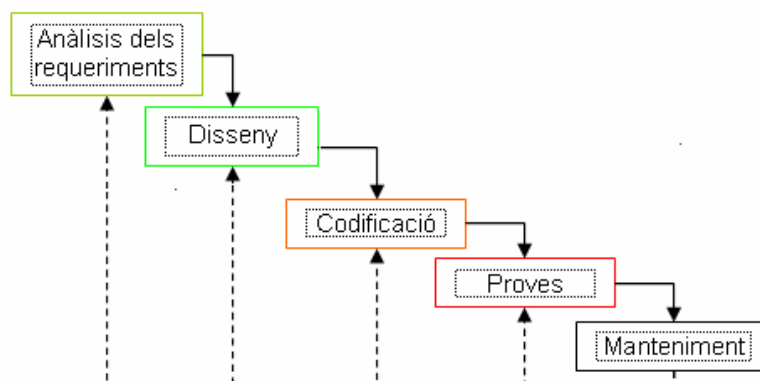 Anàlisis dels
requeriments
Disseny
Codificació
Proves
Manteniment